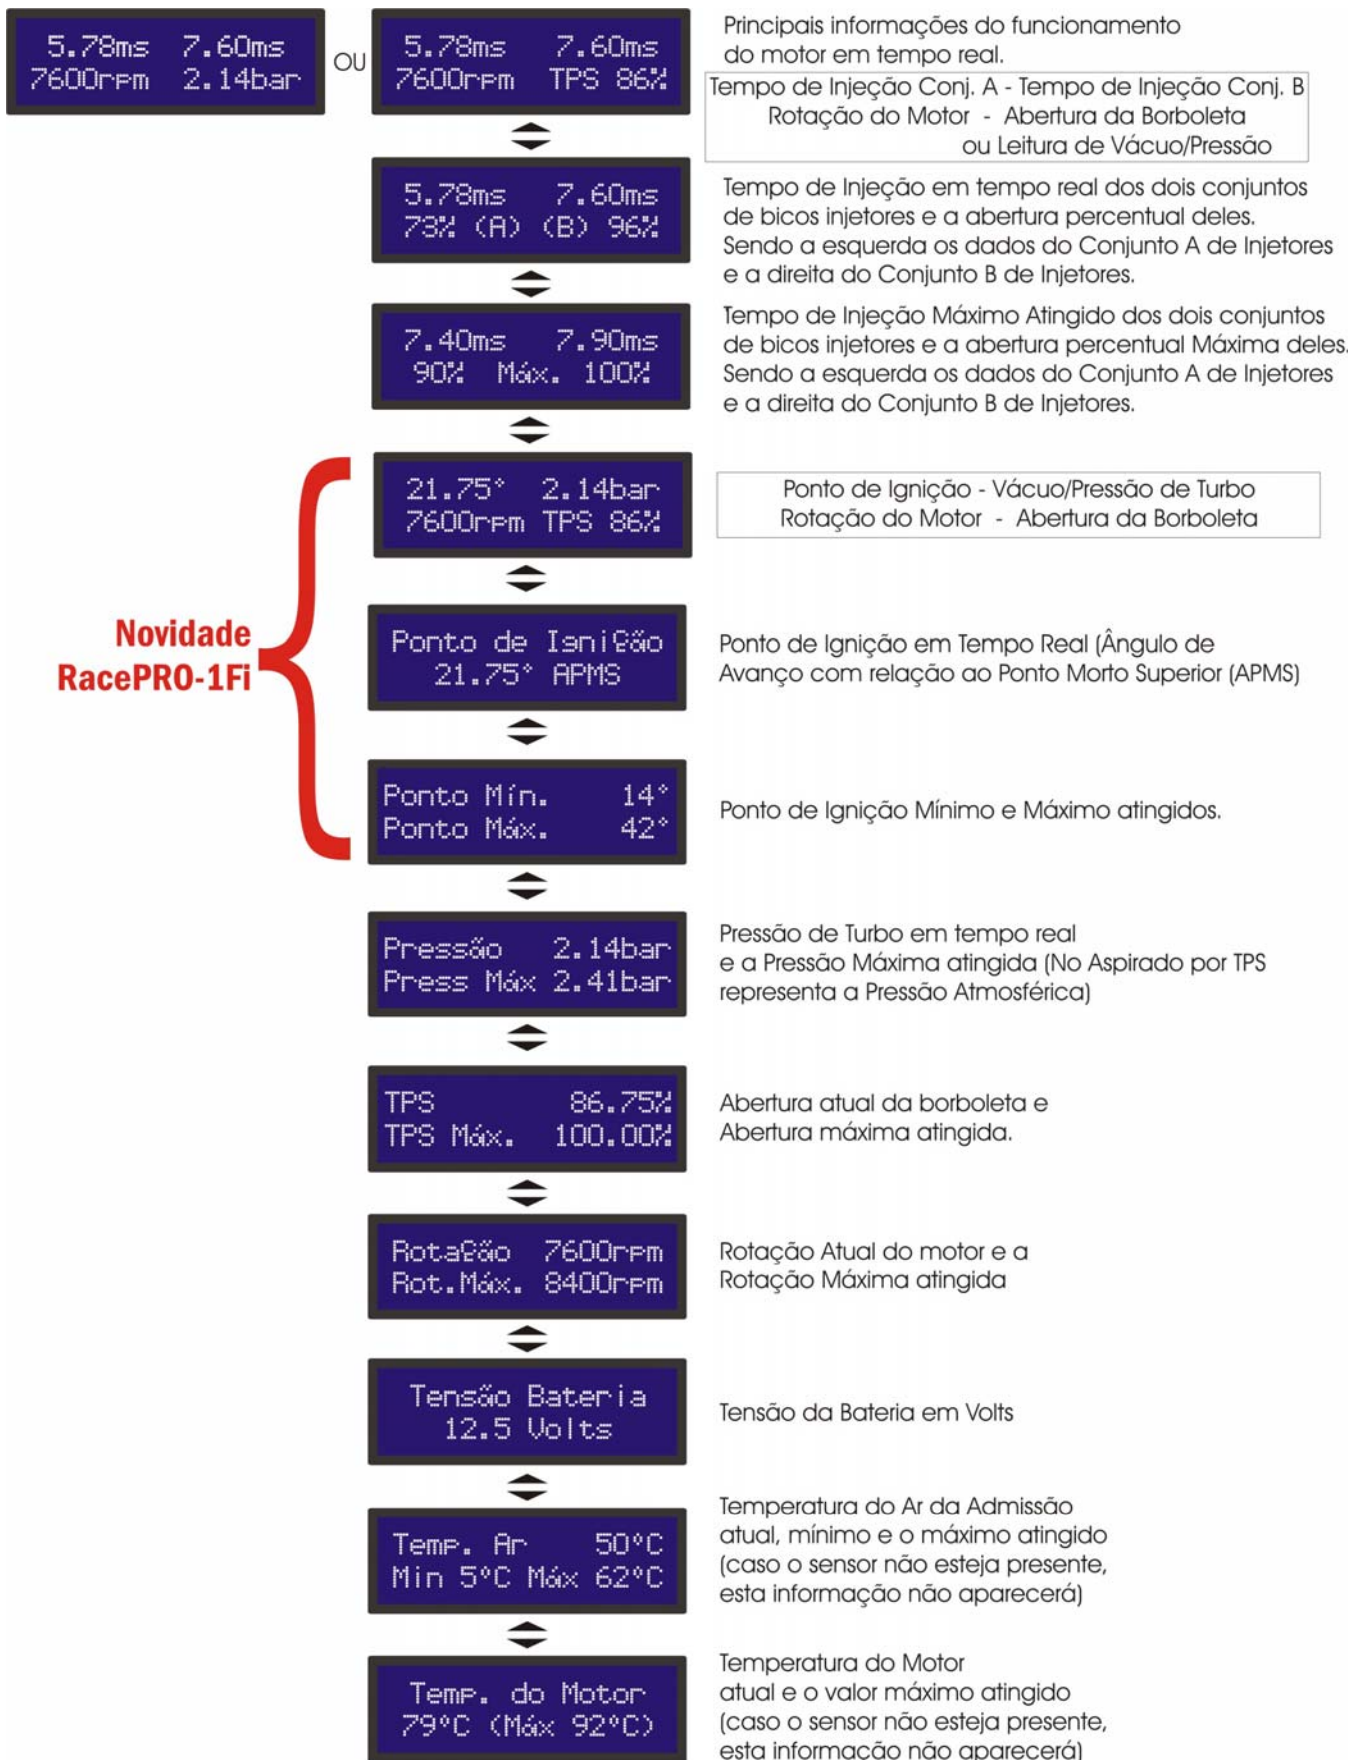 5.78ms 7.60ms
7600rpm 2.14bar
OU
5.78ms 7.60ms
7600rpm TPS 86%
Principais informações do funcionamento
do motor em tempo real.
Tempo de Injeção Conj. A - Tempo de Injeção Conj. B
Rotação do Motor - Abertura da Borboleta
ou Leitura de Vácuo/Pressão
5.78ms 7.60ms
73% (A) (B) 96%
Tempo de Injeção em tempo real dos dois conjuntos
de bicos injetores e a abertura percentual deles.
Sendo a esquerda os dados do Conjunto A de Injetores
e a direita do Conjunto B de Injetores.
7.40ms 7.90ms
90% Máx. 100%
Tempo de Injeção Máximo Atingido dos dois conjuntos
de bicos injetores e a abertura percentual Máxima deles.
Sendo a esquerda os dados do Conjunto A de Injetores
e a direita do Conjunto B de Injetores.
Novidade
RacePRO-1Fi
21.75° 2.14bar
7600rpm TPS 86%
Ponto de Ignição - Vácuo/Pressão de Turbo
Rotação do Motor - Abertura da Borboleta
Ponto de Ignição
21.75° APMS
Ponto de Ignição em Tempo Real (Ângulo de
Avanço com relação ao Ponto Morto Superior (APMS)
Ponto Mín. 14°
Ponto Máx. 42°
Ponto de Ignição Mínimo e Máximo atingidos.
Pressão 2.14bar
Press Máx 2.41bar
Pressão de Turbo em tempo real
e a Pressão Máxima atingida (No Aspirado por TPS
representa a Pressão Atmosférica)
TPS 86.75%
TPS Máx. 100.00%
Abertura atual da borboleta e
Abertura máxima atingida.
Rotação 7600rpm
Rot.Máx. 8400rpm
Rotação Atual do motor e a
Rotação Máxima atingida
Tensão Bateria
12.5 Volts
Tensão da Bateria em Volts
Temp. Ar 50°C
Min 5°C Máx 62°C
Temperatura do Ar da Admissão
atual, mínimo e o máximo atingido
(caso o sensor não esteja presente,
esta informação não aparecerá)
Temp. do Motor
79°C (Máx 92°C)
Temperatura do Motor
atual e o valor máximo atingido
(caso o sensor não esteja presente,
esta informação não aparecerá)